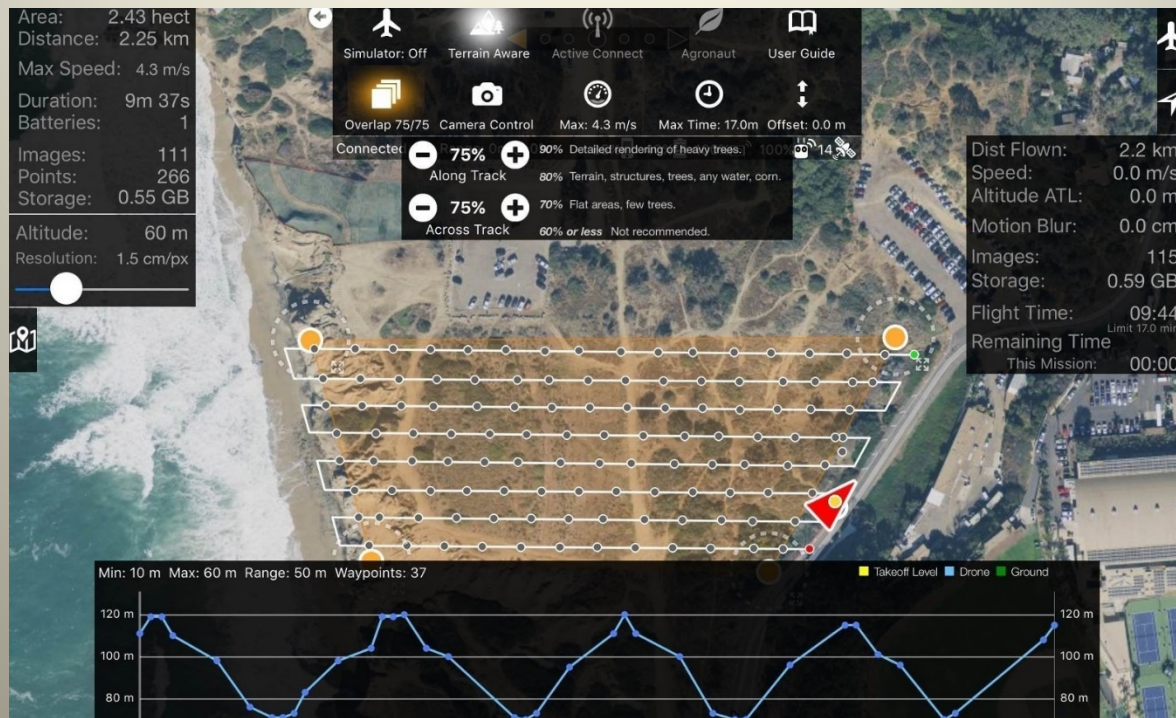 Area: 2.43 hect
Distance: 2.25 km
Max Speed: 4.3 m/s
Duration: 9m 37s
Batteries: 1
Images: 111
Points: 266
Storage: 0.55 GB
Altitude: 60 m
Resolution: 1.5 cm/px
Simulator: Off
Terrain Aware
Active Connect
Agronaut
User Guide
Overlap 75/75
Camera Control
Max: 4.3 m/s
Max Time: 17.0m
Offset: 0.0 m
Connected
100%
14
75%
Along Track
75%
Across Track
90% Detailed rendering of heavy trees.
80% Terrain, structures, trees, any water, corn.
70% Flat areas, few trees.
60% or less Not recommended.
Dist Flown: 2.2 km
Speed: 0.0 m/s
Altitude ATL: 0.0 m
Motion Blur: 0.0 cm
Images: 115
Storage: 0.59 GB
Flight Time: 09:44
Limit 17.0 min
Remaining Time
This Mission: 00:00
Min: 10 m Max: 60 m Range: 50 m Waypoints: 37
Takeoff Level
Drone
Ground
120 m
120 m
100 m
100 m
80 m
80 m